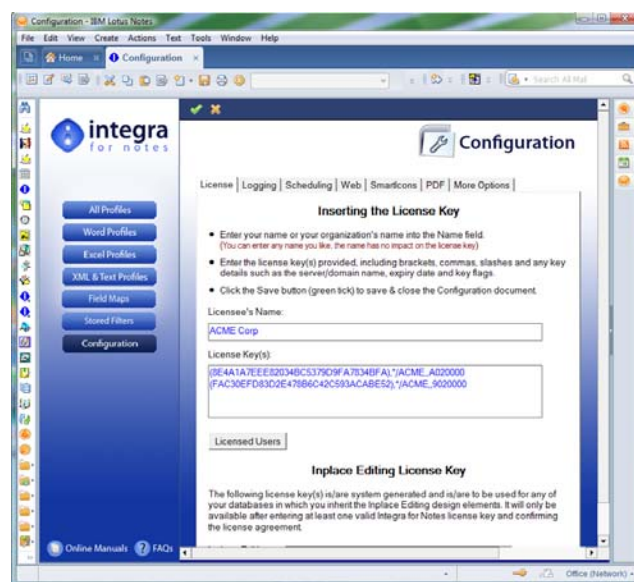 Configuration - IBM Lotus Notes
File Edit View Create Actions Text Tools Window Help
Home
Configuration
Search All Mail
integra
for notes
Configuration
All Profiles
Word Profiles
Excel Profiles
XML & Text Profiles
Field Maps
Stored Filters
Configuration
License | Logging | Scheduling | Web | SmartIcons | PDF | More Options |
Inserting the License Key
Enter your name or your organization's name into the Name field.
(You can enter any name you like, the name has no impact on the license key)
Enter the license key(s) provided, including brackets, commas, slashes and any key
details such as the server/domain name, expiry date and key flags.
Click the Save button (green tick) to save & close the Configuration document.
Licensee's Name:
ACME Corp
License Key(s):
(8E4A1A7EEE82034BC5379D9FA7834BFA),*/ACME_A020000
(FAC30EFD83D2E478B6C42C593ACABE52),*/ACME_9020000
Licensed Users
Inplace Editing License Key
The following license key(s) is/are system generated and is/are to be used for any of
your databases in which you inherit the Inplace Editing design elements. It will only be
available after entering at least one valid Integra for Notes license key and confirming
the license agreement.
Online Manuals FAQs
Office (Network)